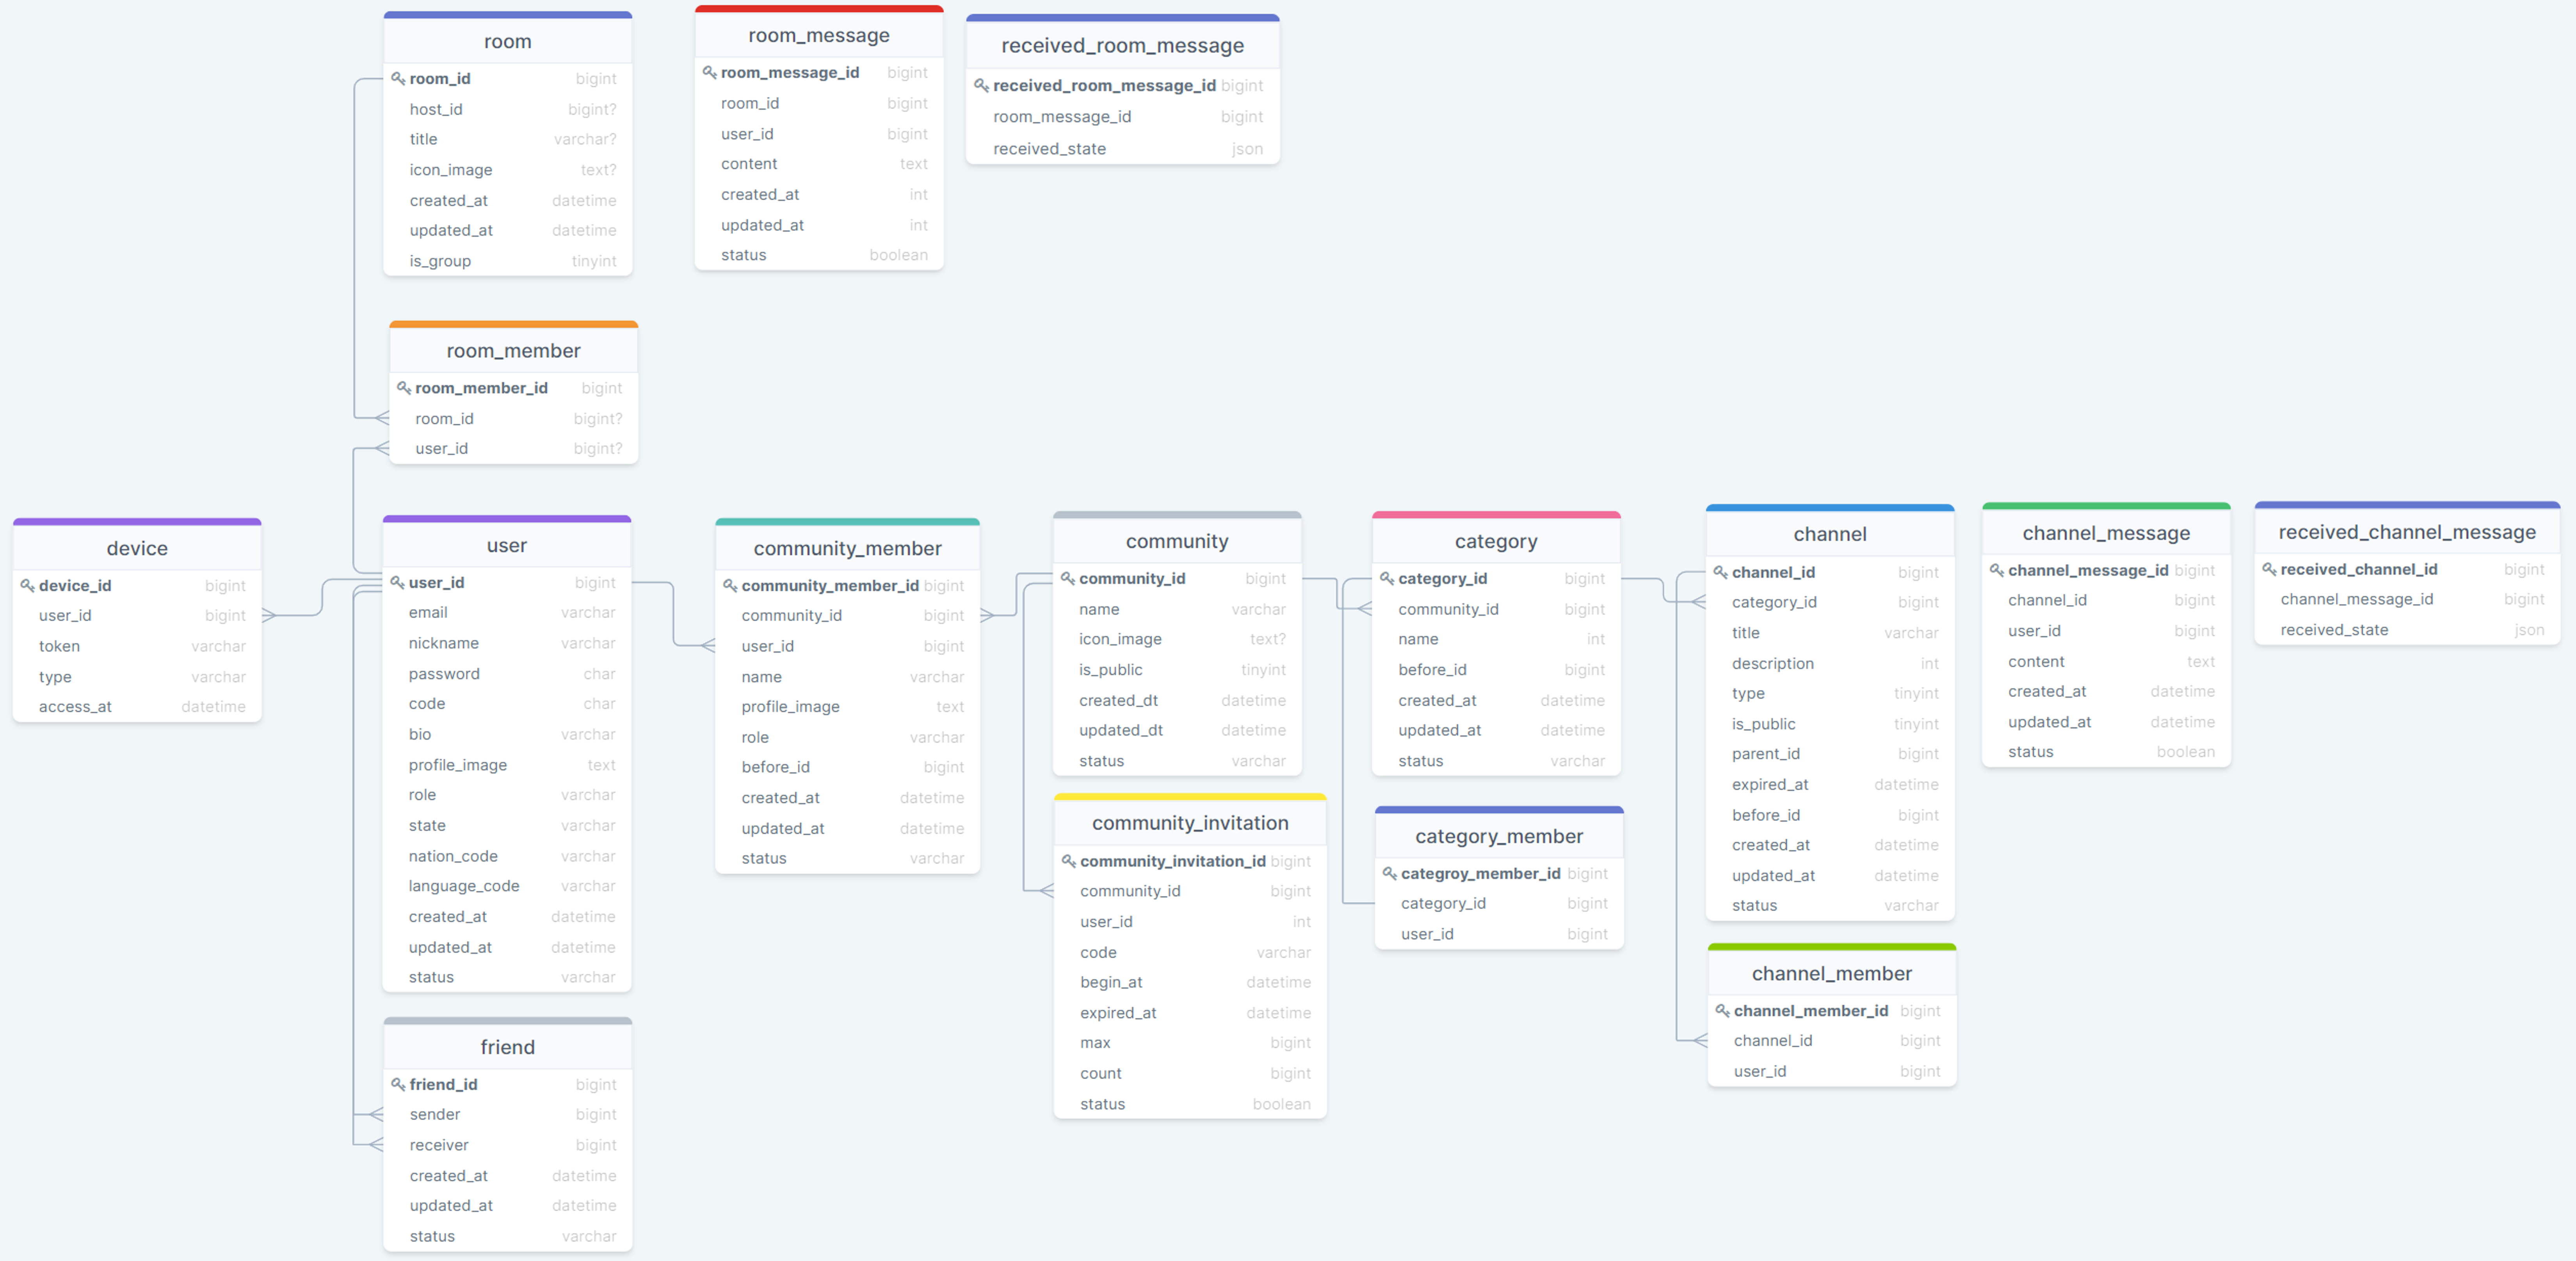 room
room_id bigint
host_id bigint?
title varchar?
icon_image text?
created_at datetime
updated_at datetime
is_group tinyint
room_message
room_message_id bigint
room_id bigint
user_id bigint
content text
created_at int
updated_at int
status boolean
received_room_message
received_room_message_id bigint
room_message_id bigint
received_state json
room_member
room_member_id bigint
room_id bigint?
user_id bigint?
device
device_id bigint
user_id bigint
token varchar
type varchar
access_at datetime
user
user_id bigint
email varchar
nickname varchar
password char
code char
bio varchar
profile_image text
role varchar
state varchar
nation_code varchar
language_code varchar
created_at datetime
updated_at datetime
status varchar
friend
friend_id bigint
sender bigint
receiver bigint
created_at datetime
updated_at datetime
status varchar
community_member
community_member_id bigint
community_id bigint
user_id bigint
name varchar
profile_image text
role varchar
before_id bigint
created_at datetime
updated_at datetime
status varchar
community
community_id bigint
name varchar
icon_image text?
is_public tinyint
created_dt datetime
updated_dt datetime
status varchar
community_invitation
community_invitation_id bigint
community_id bigint
user_id int
code varchar
begin_at datetime
expired_at datetime
max bigint
count bigint
status boolean
category
category_id bigint
community_id bigint
name int
before_id bigint
created_at datetime
updated_at datetime
status varchar
category_member
categroy_member_id bigint
category_id bigint
user_id bigint
channel
channel_id bigint
category_id bigint
title varchar
description int
type tinyint
is_public tinyint
parent_id bigint
expired_at datetime
before_id bigint
created_at datetime
updated_at datetime
status varchar
channel_member
channel_member_id bigint
channel_id bigint
user_id bigint
channel_message
channel_message_id bigint
channel_id bigint
user_id bigint
content text
created_at datetime
updated_at datetime
status boolean
received_channel_message
received_channel_id bigint
channel_message_id bigint
received_state json